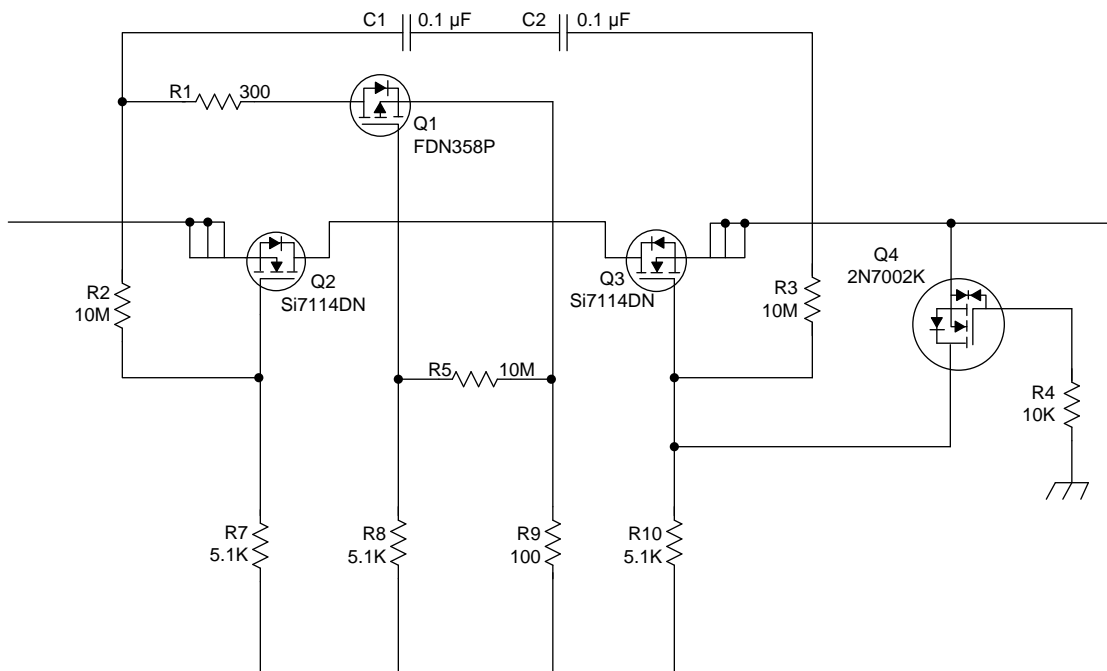 C1 0.1 µF C2 0.1 µF
R1 300
Q1
FDN358P
Q2
Si7114DN
Q3
Si7114DN
Q4
2N7002K
R2
10M
R3
10M
R5 10M
R4
10K
R7
5.1K
R8
5.1K
R9
100
R10
5.1K